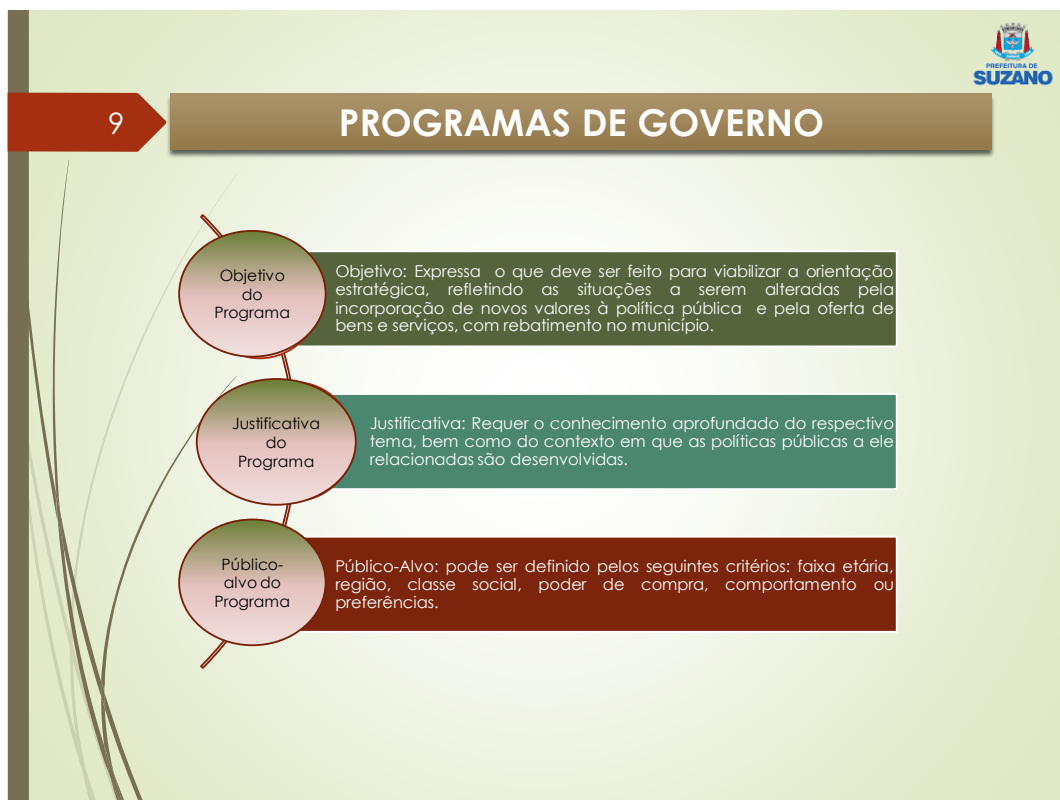 PREFEITURA DE
SUZANO
9
PROGRAMAS DE GOVERNO
Objetivo
do
Programa
Objetivo: Expressa o que deve ser feito para viabilizar a orientação
estratégica, refletindo as situações a serem alteradas pela
incorporação de novos valores à política pública e pela oferta de
bens e serviços, com rebatimento no município.
Justificativa
do
Programa
Justificativa: Requer o conhecimento aprofundado do respectivo
tema, bem como do contexto em que as políticas públicas a ele
relacionadas são desenvolvidas.
Público-
alvo do
Programa
Público-Alvo: pode ser definido pelos seguintes critérios: faixa etária,
região, classe social, poder de compra, comportamento ou
preferências.